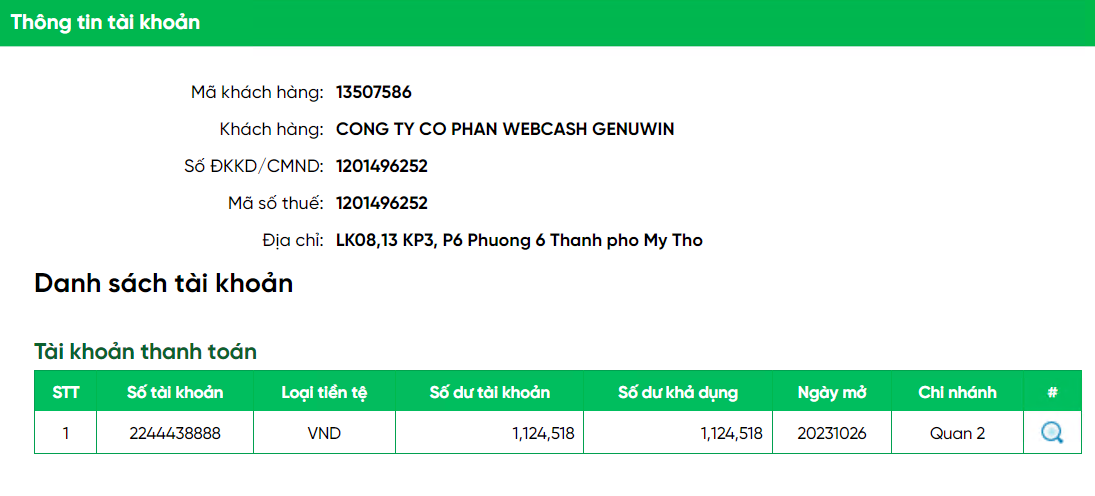 Thông tin tài khoản
Mã khách hàng: 13507586
Khách hàng: CONG TY CO PHAN WEBCASH GENUWIN
Số ĐKKD/CMND: 1201496252
Mã số thuế: 1201496252
Địa chỉ: LK08,13 KP3, P6 Phuong 6 Thanh pho My Tho
Danh sách tài khoản
Tài khoản thanh toán
STT Số tài khoản Loại tiền tệ Số dư tài khoản Số dư khả dụng Ngày mở Chi nhánh #
1 2244438888 VND 1,124,518 1,124,518 20231026 Quan 2